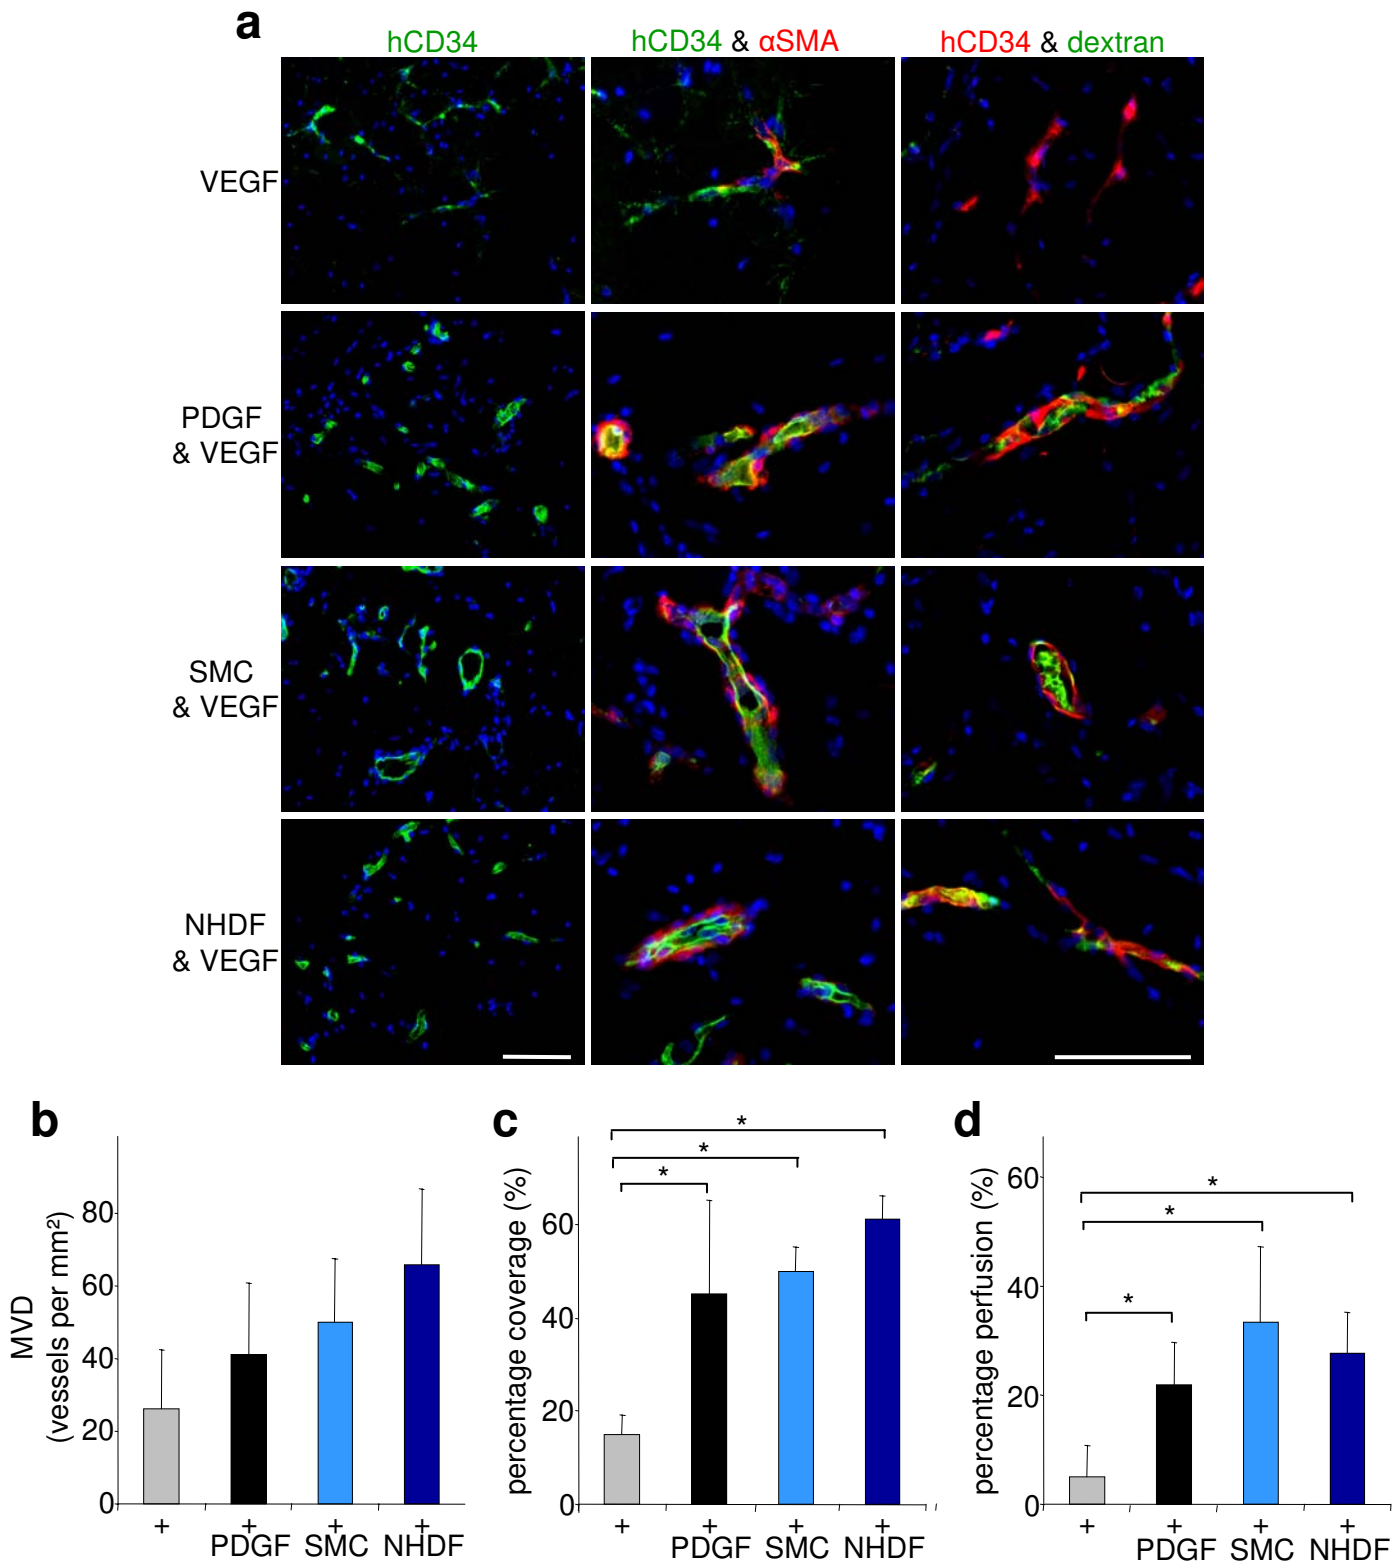 a
hCD34
hCD34 & αSMA
hCD34 & dextran
VEGF
PDGF
& VEGF
SMC
& VEGF
NHDF
& VEGF
b
MVD
(vessels per mm²)
80
60
40
20
0
+
+
+
+
PDGF SMC NHDF
c
percentage coverage (%)
60
40
20
0
*
*
*
+
+
+
+
PDGF SMC NHDF
d
percentage perfusion (%)
60
40
20
0
*
*
*
+
+
+
+
PDGF SMC NHDF